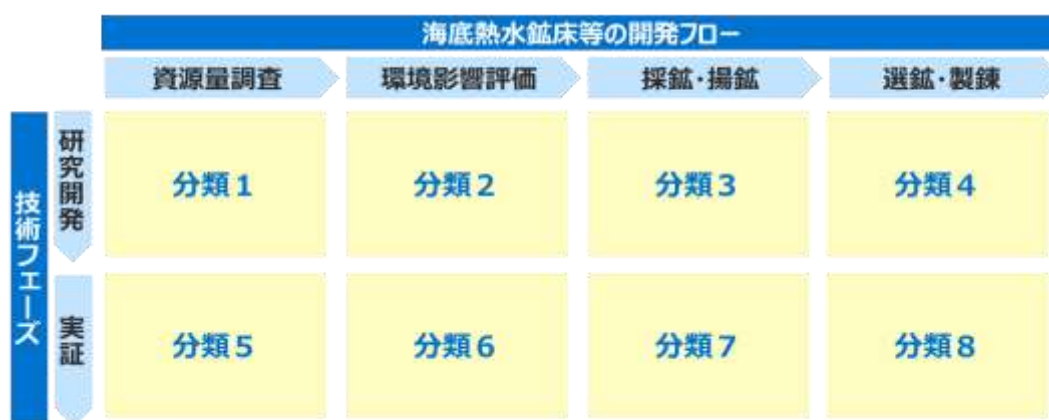 海底熱水鉱床等の開発フロー
資源量調査
環境影響評価
採鉱・揚鉱
選鉱・製錬
技術フェーズ
研究開発
分類1
分類2
分類3
分類4
実証
分類5
分類6
分類7
分類8